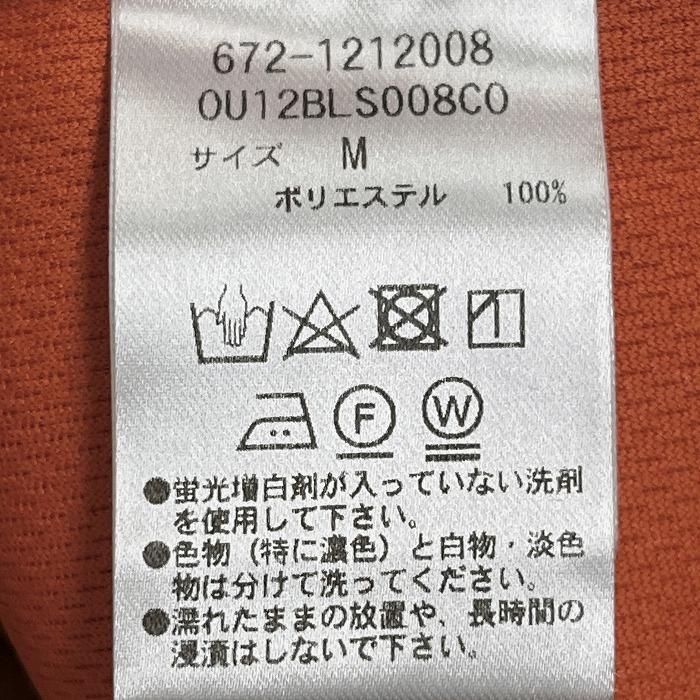 672-1212008
OU12BLS008CO
サイズ M
ポリエステル 100%
F W
●蛍光増白剤が入っていない洗剤
を使用して下さい。
●色物（特に濃色）と白物・淡色
物は分けて洗ってください。
●濡れたままの放置や、長時間の
浸漬はしないで下さい。